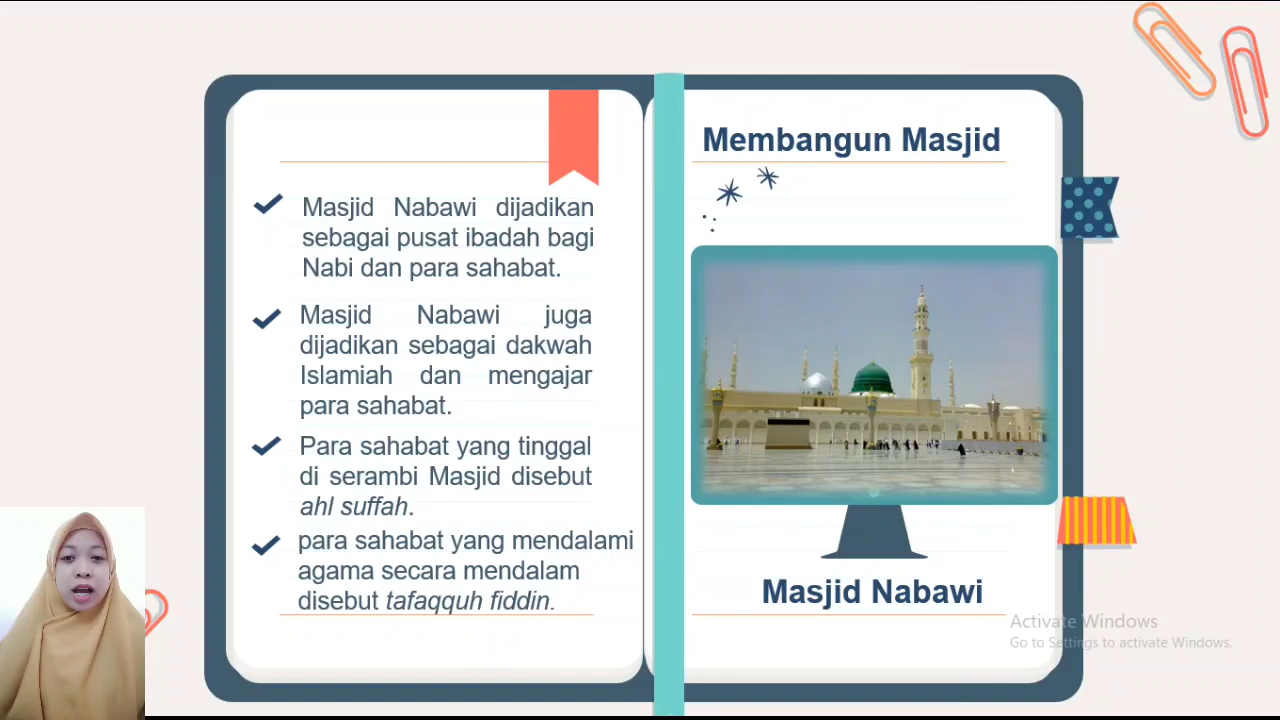 Masjid Nabawi dijadikan
sebagai pusat ibadah bagi
Nabi dan para sahabat.
Masjid Nabawi juga
dijadikan sebagai dakwah
Islamiah dan mengajar
para sahabat.
Para sahabat yang tinggal
di serambi Masjid disebut
ahl suffah.
para sahabat yang mendalami
agama secara mendalam
disebut tafaqquh fiddin.
Membangun Masjid
Masjid Nabawi
Activate Windows
Go to Settings to activate Windows.